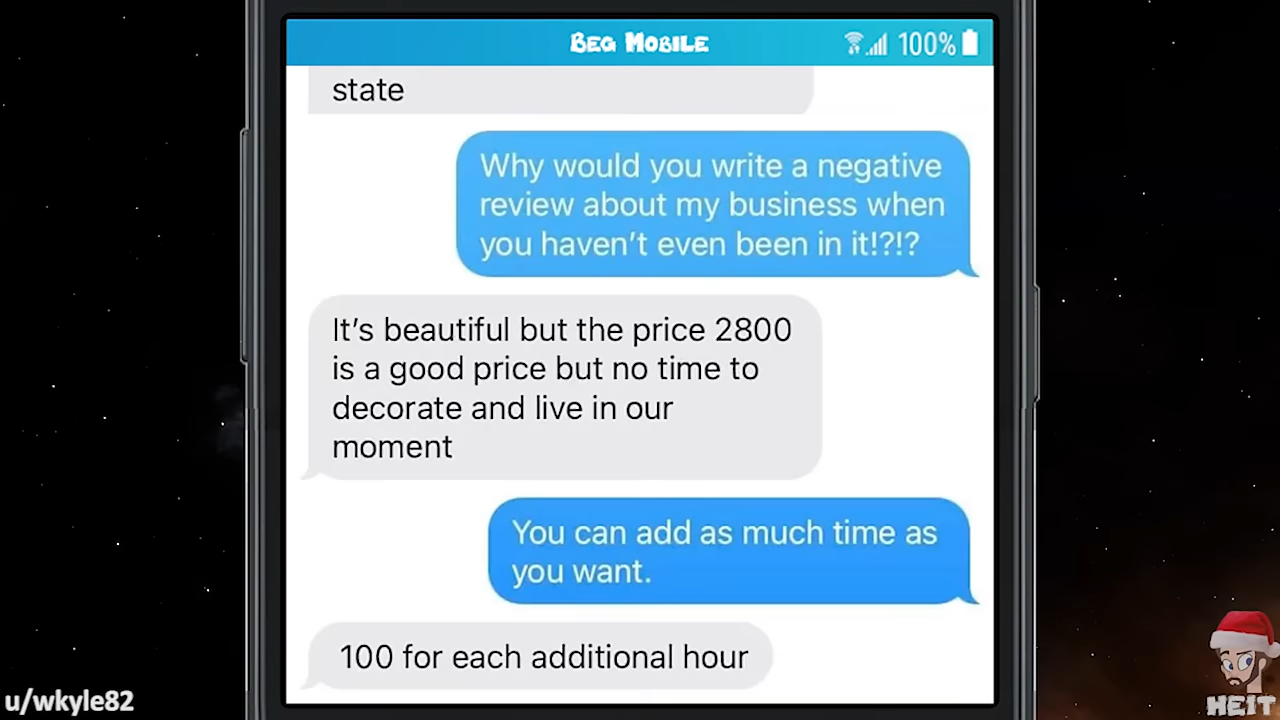 Beg Mobile
100%
state
Why would you write a negative
review about my business when
you haven’t even been in it!?!?
It’s beautiful but the price 2800
is a good price but no time to
decorate and live in our
moment
You can add as much time as
you want.
100 for each additional hour
u/wkyle82
HEIT